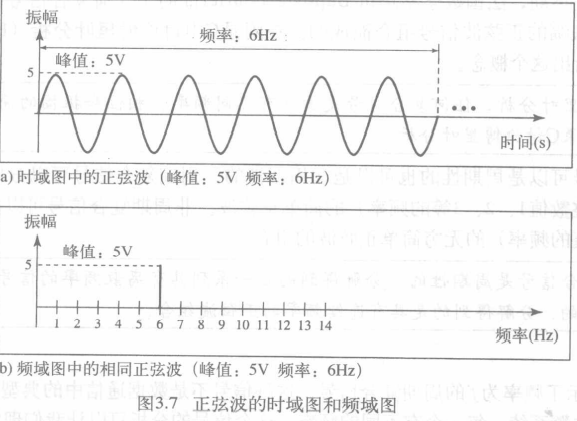 振幅
频率：6Hz
峰值：5V
5
时间(s)
a) 时域图中的正弦波（峰值：5V 频率：6Hz）
振幅
峰值：5V
5
1 2 3 4 5 6 7 8 9 10 11 12 13 14
频率(Hz)
b) 频域图中的相同正弦波（峰值：5V 频率：6Hz）
图3.7 正弦波的时域图和频域图